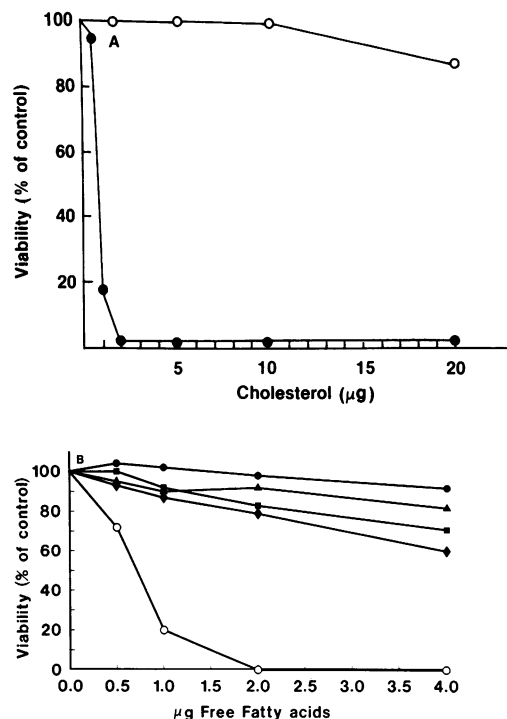 100
A
80
60
40
20
Viability (% of control)
5 10 15 20
Cholesterol (μg)
B
100
80
60
40
20
0
Viability (% of control)
0.0 0.5 1.0 1.5 2.0 2.5 3.0 3.5 4.0
μg Free Fatty acids